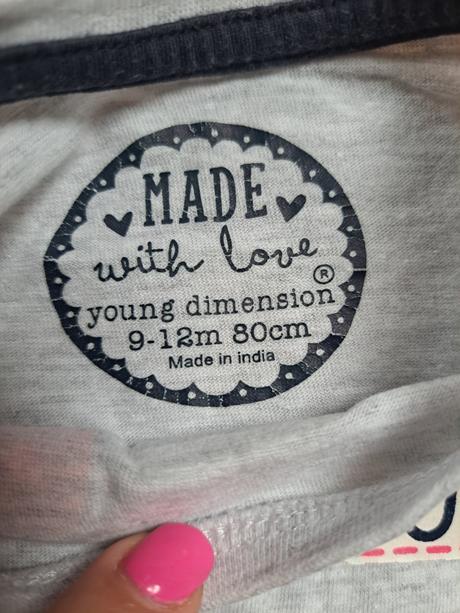 MADE
with love
young dimension®
9-12m 80cm
Made in india